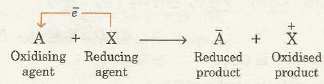 ē
A + X ⟶ Ā + X⁺
Oxidising Reducing Reduced Oxidised
agent agent product product